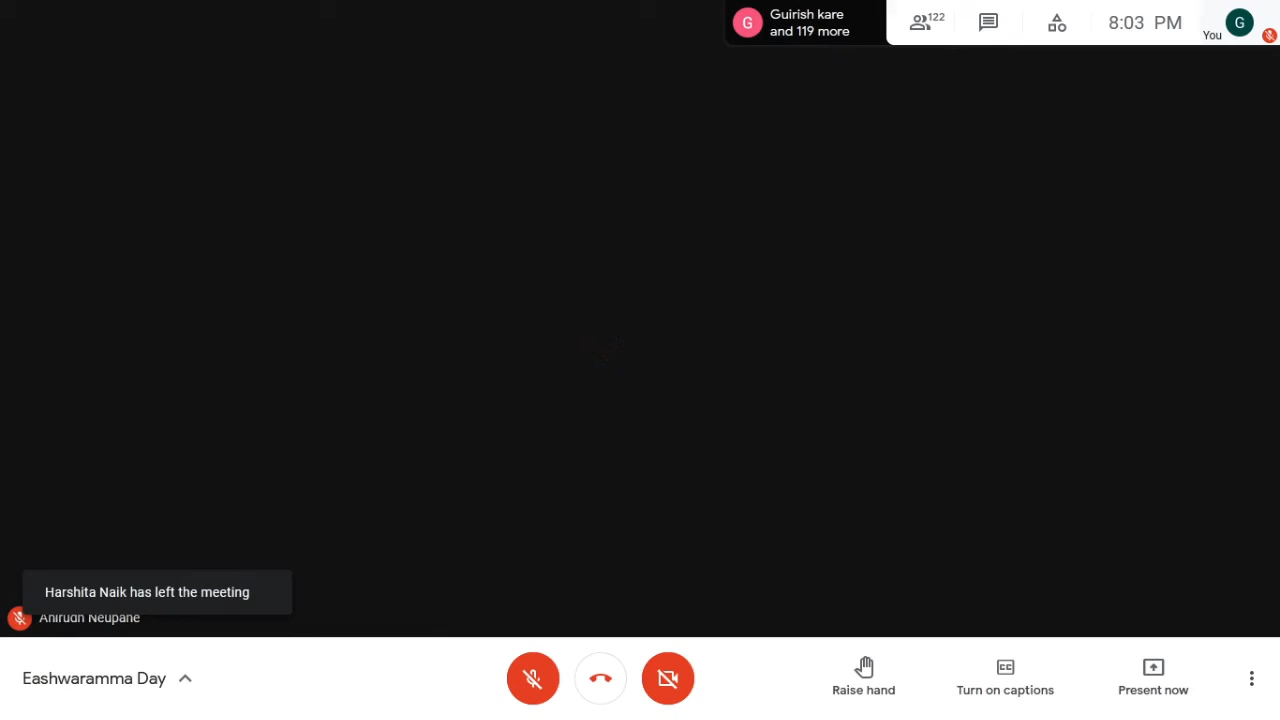 G
Guirish kare
and 119 more
122
8:03 PM
You
G
Harshita Naik has left the meeting
Anirudh Neupane
Eashwaramma Day
CC
Raise hand
Turn on captions
Present now